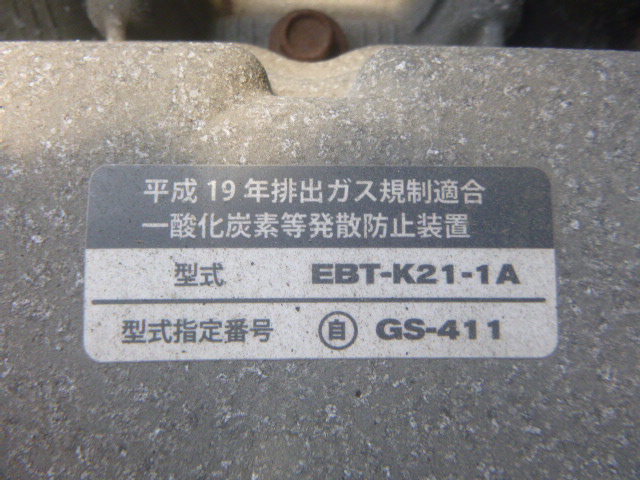 平成 19 年排出ガス規制適合
一酸化炭素等発散防止装置
型式 EBT-K21-1A
型式指定番号 自 GS-411